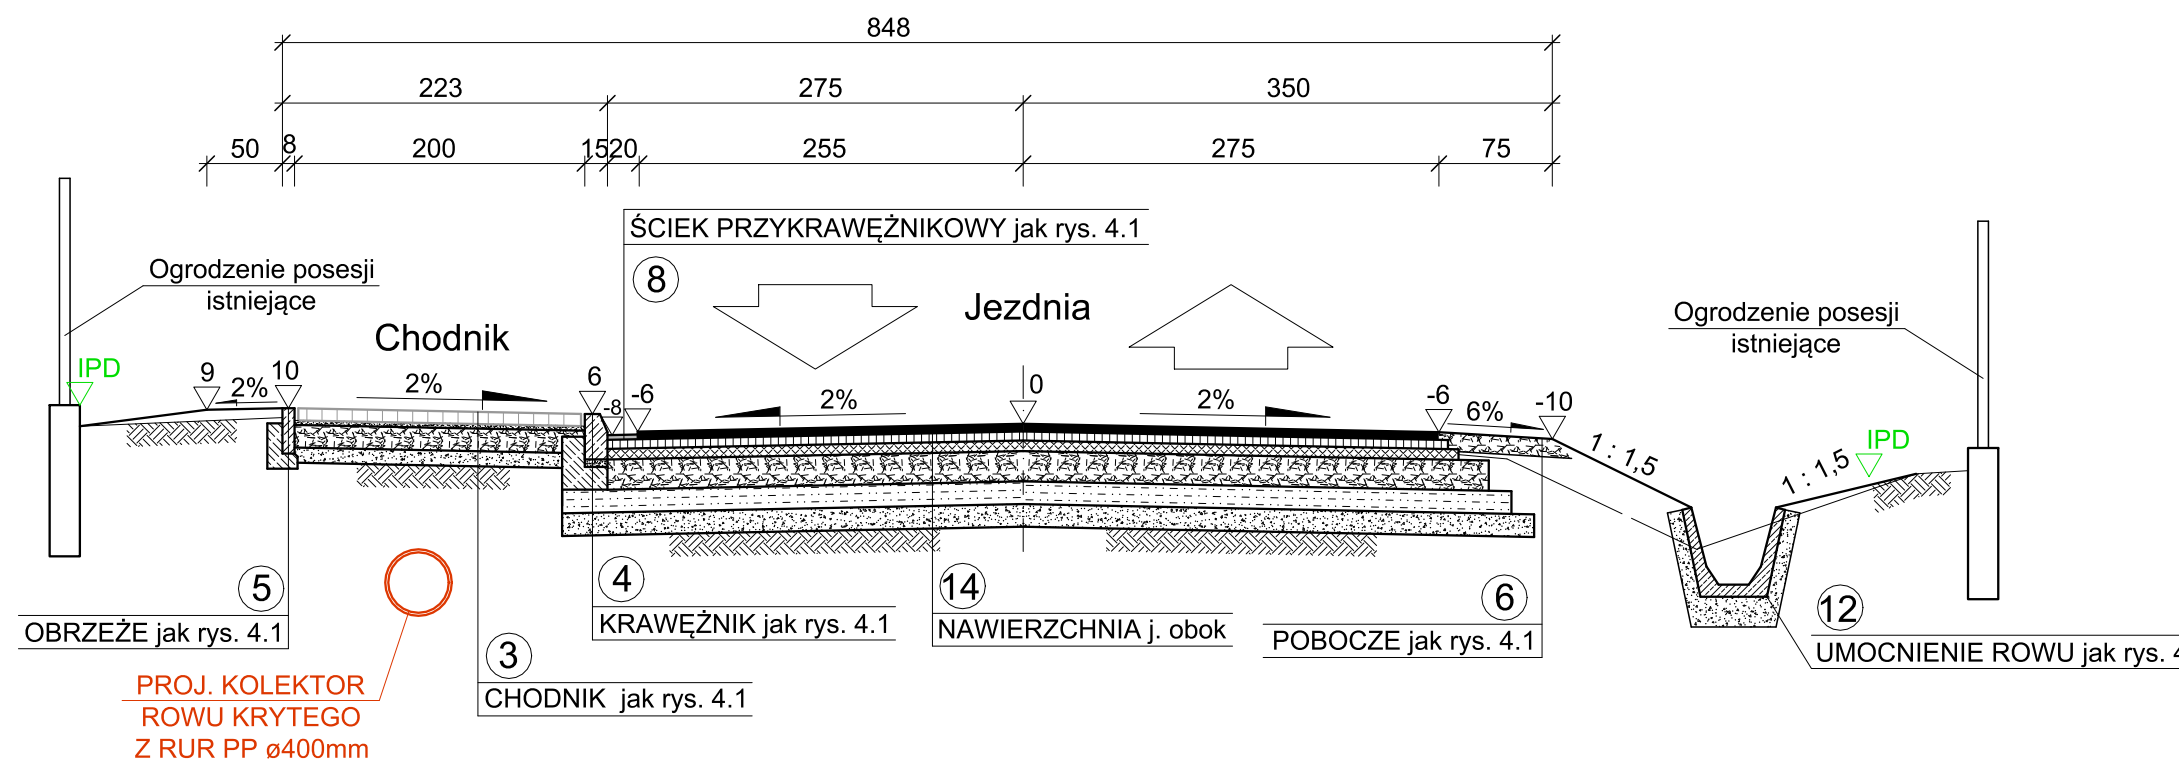 848
223 275 350
50 8 200 15 20 255 275 75
ŚCIEK PRZYKRAWĘŻNIKOWY jak rys. 4.1
8
Ogrodzenie posesji
istniejące
Chodnik
Jezdnia
Ogrodzenie posesji
istniejące
IPD
9 2% 10 2% 6 -8 -6 2% 0 2% -6 6% -10
1 : 1,5
1 : 1,5
IPD
5
OBRZEŻE jak rys. 4.1
4
KRAWĘŻNIK jak rys. 4.1
14
NAWIERZCHNIA j. obok
6
POBOCZE jak rys. 4.1
12
UMOCNIENIE ROWU jak rys. 4
3
CHODNIK jak rys. 4.1
PROJ. KOLEKTOR
ROWU KRYTEGO
Z RUR PP ø400mm